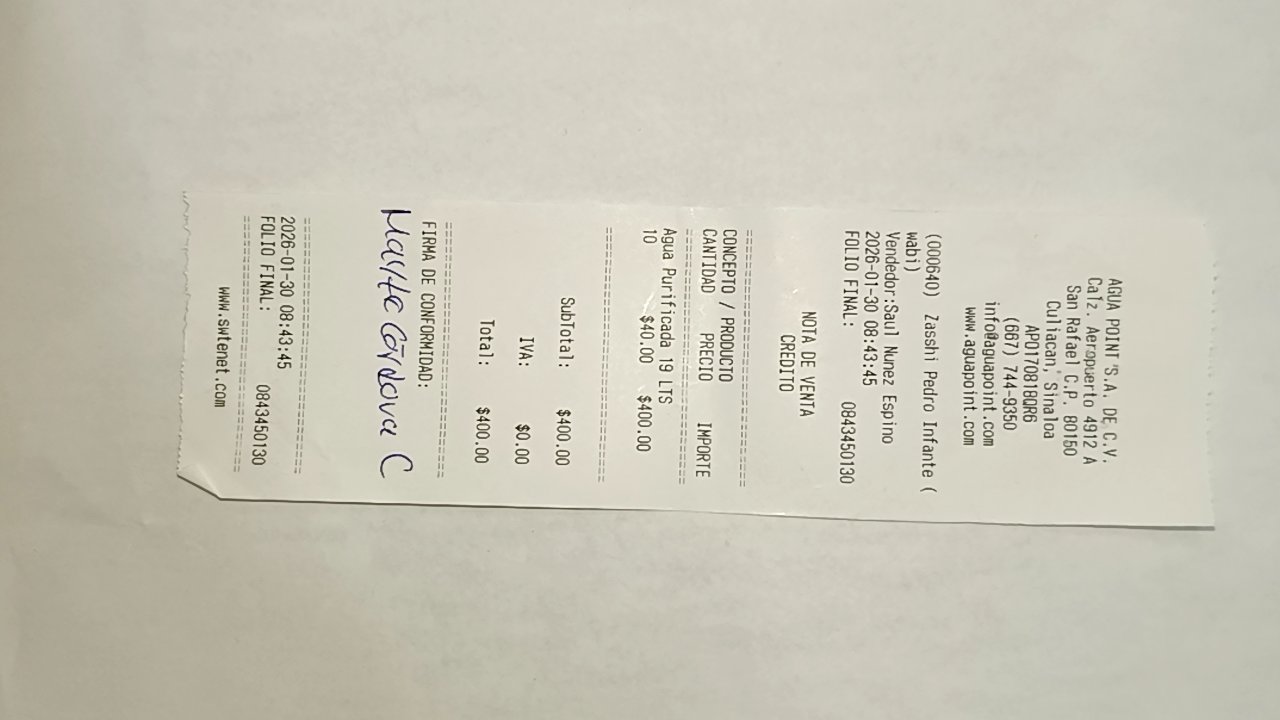 AGUA POINT S.A. DE C.V.
Calz. Aeropuerto 4912 A
San Rafael C.P. 80150
Culiacan, Sinaloa
APO170818QR6
(667) 744-9350
info@aguapoint.com
www.aguapoint.com
(000640) Zasshi Pedro Infante (
wabi)
Vendedor:Saul Nunez Espino
2026-01-30 08:43:45
FOLIO FINAL: 0843450130
NOTA DE VENTA
CREDITO
===================================
CONCEPTO / PRODUCTO
CANTIDAD PRECIO IMPORTE
===================================
Agua Purificada 19 LTS
10 $40.00 $400.00
===================================
SubTotal: $400.00
IVA: $0.00
Total: $400.00
===================================
FIRMA DE CONFORMIDAD:
Mayte Córdova C
===================================
2026-01-30 08:43:45
FOLIO FINAL: 0843450130
===================================
www.swtenet.com